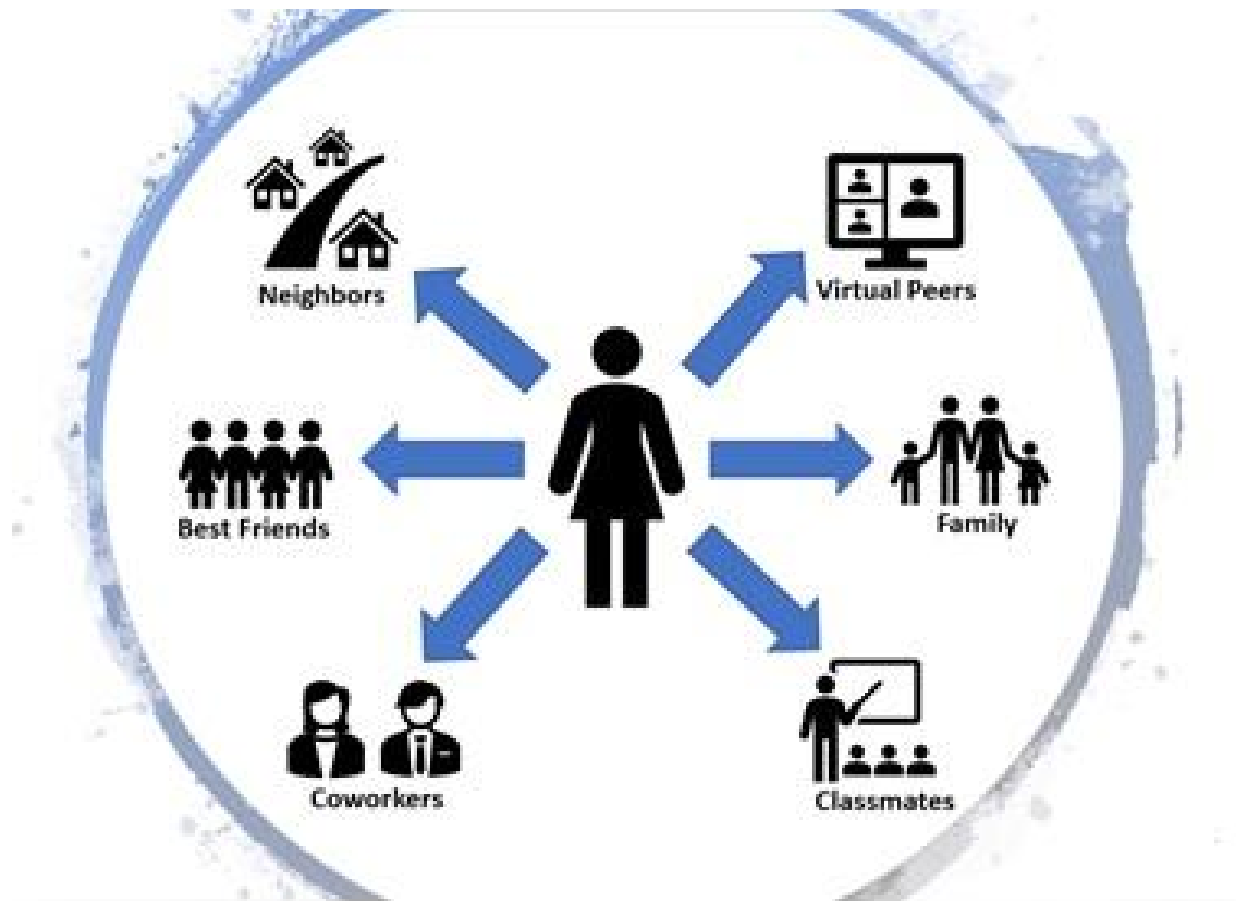 Neighbors
Virtual Peers
Best Friends
Family
Coworkers
Classmates